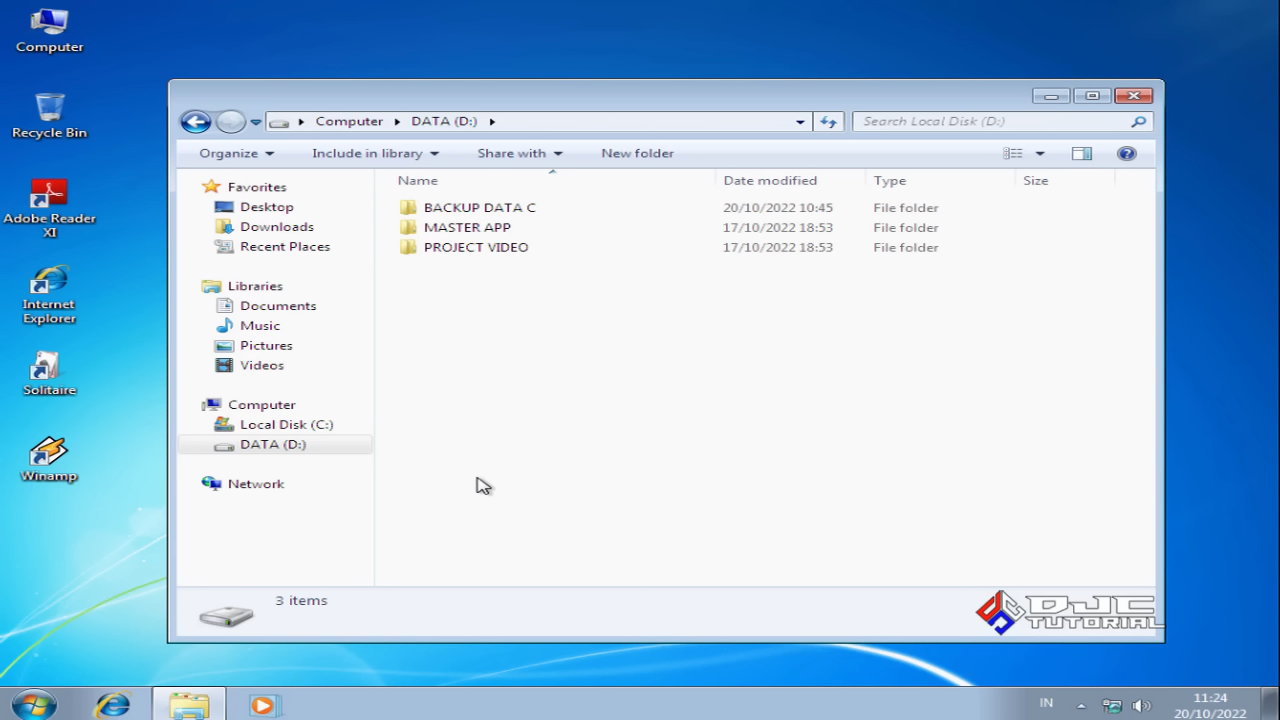 Computer
Recycle Bin
Adobe Reader
XI
Internet
Explorer
Solitaire
Winamp
Computer DATA (D:)
Search Local Disk (D:)
Organize Include in library Share with New folder
Favorites
Desktop
Downloads
Recent Places
Libraries
Documents
Music
Pictures
Videos
Computer
Local Disk (C:)
DATA (D:)
Network
Name Date modified Type Size
BACKUP DATA C 20/10/2022 10:45 File folder
MASTER APP 17/10/2022 18:53 File folder
PROJECT VIDEO 17/10/2022 18:53 File folder
3 items
DJC
TUTORIAL
IN
11:24
20/10/2022